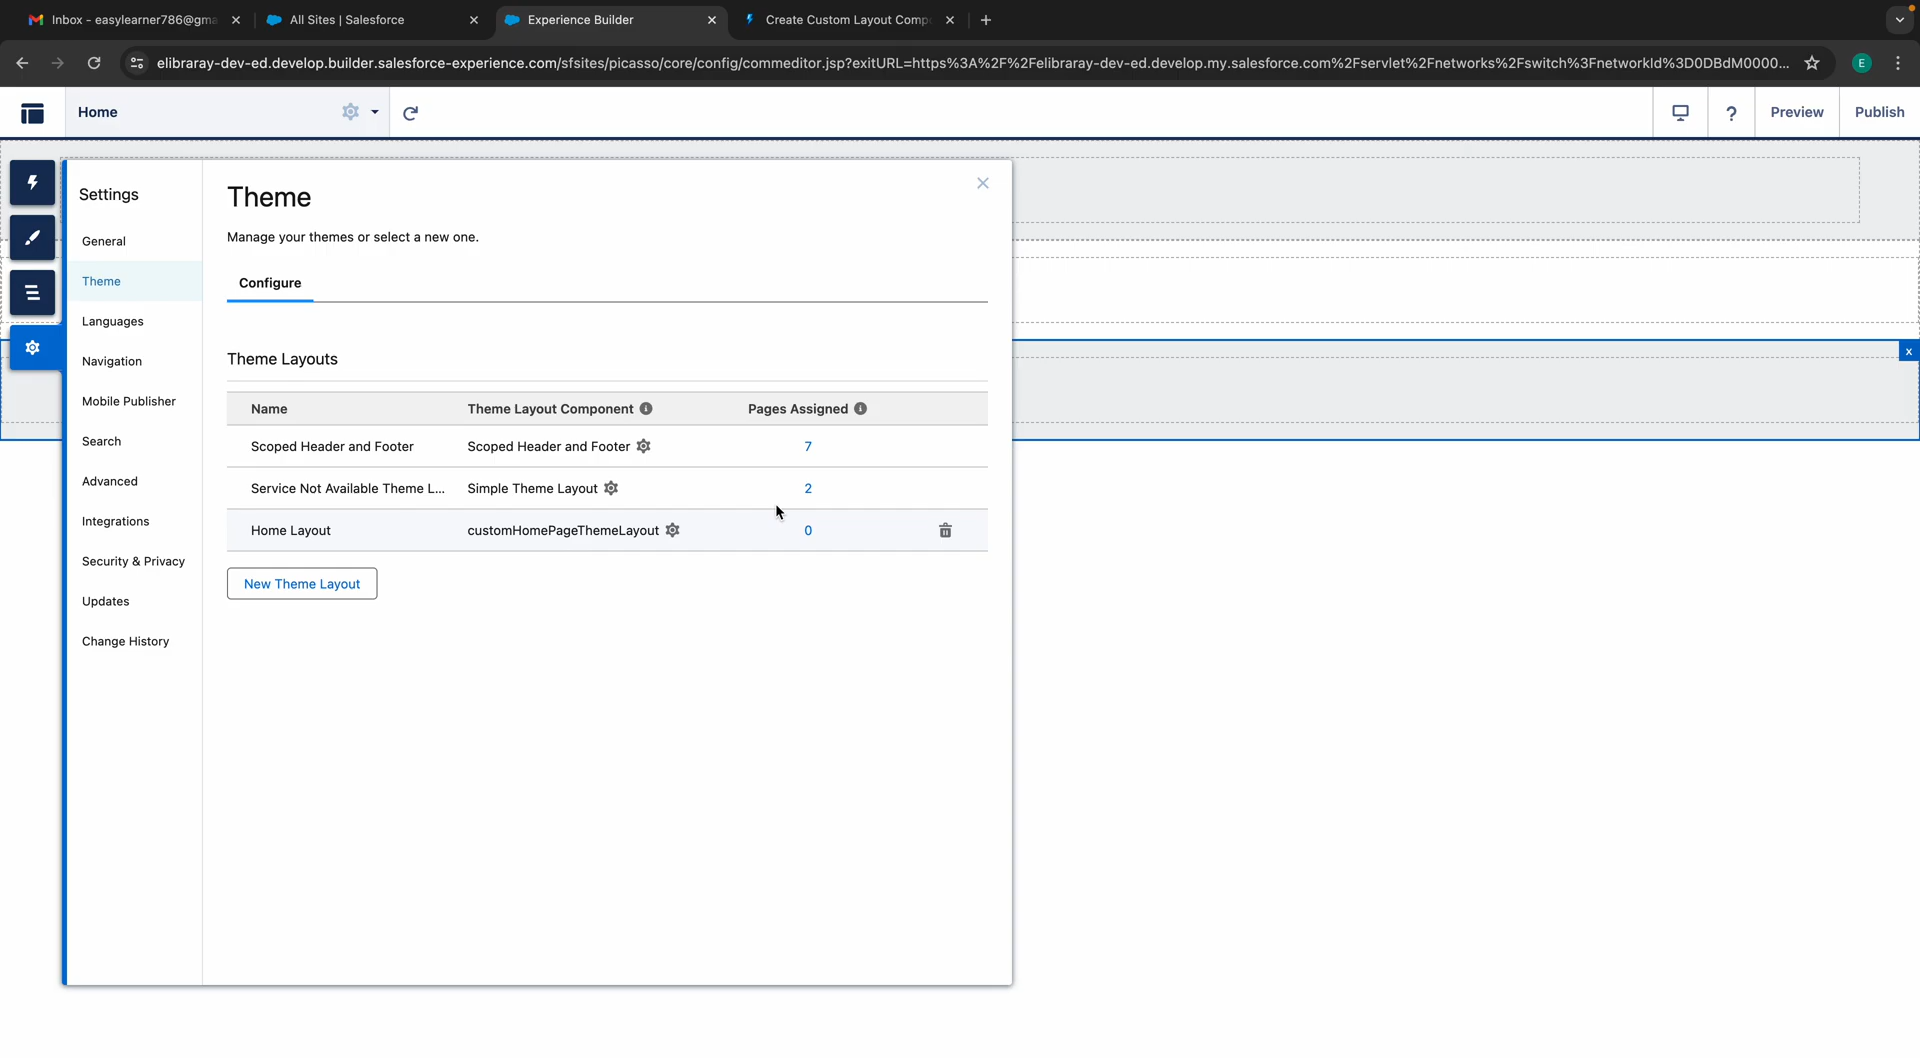 Inbox - easylearner786@gma
All Sites | Salesforce
Experience Builder
Create Custom Layout Comp
elibraray-dev-ed.develop.builder.salesforce-experience.com/sfsites/picasso/core/config/commeditor.jsp?exitURL=https%3A%2F%2Felibraray-dev-ed.develop.my.salesforce.com%2Fservlet%2Fnetworks%2Fswitch%3FnetworkId%3D0DBdM0000...
E
Home
?
Preview
Publish
Settings
General
Theme
Languages
Navigation
Mobile Publisher
Search
Advanced
Integrations
Security & Privacy
Updates
Change History
Theme
Manage your themes or select a new one.
Configure
Theme Layouts
Name
Theme Layout Component
Pages Assigned
Scoped Header and Footer
Scoped Header and Footer
7
Service Not Available Theme L...
Simple Theme Layout
2
Home Layout
customHomePageThemeLayout
0
New Theme Layout
x